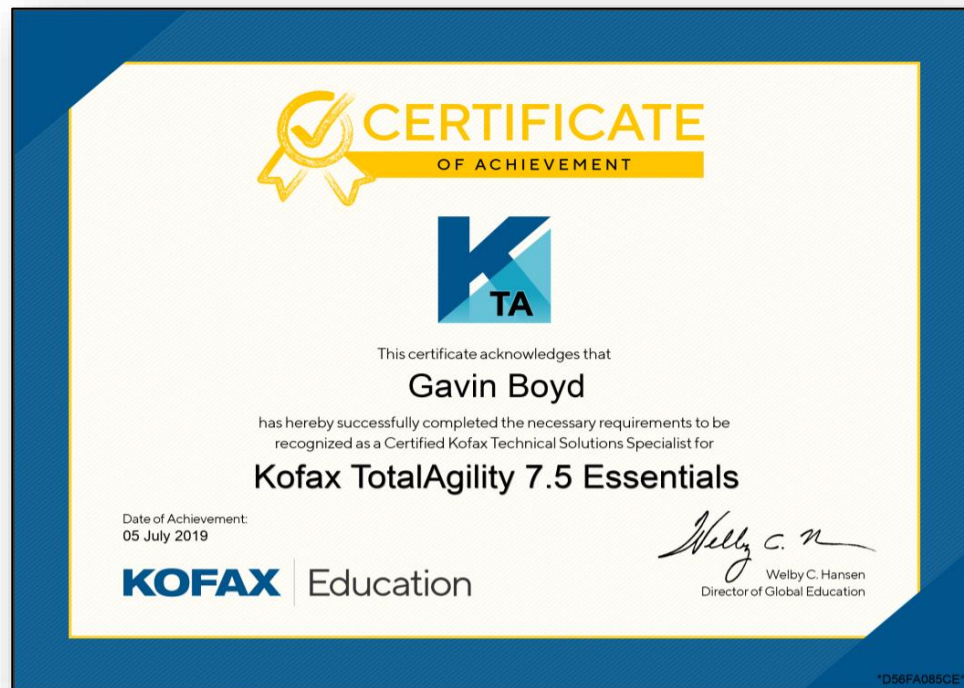 CERTIFICATE
OF ACHIEVEMENT
K
TA
This certificate acknowledges that
Gavin Boyd
has hereby successfully completed the necessary requirements to be
recognized as a Certified Kofax Technical Solutions Specialist for
Kofax TotalAgility 7.5 Essentials
Date of Achievement:
05 July 2019
KOFAX Education
Welby C. Hansen
Director of Global Education
*D56FA085CE*